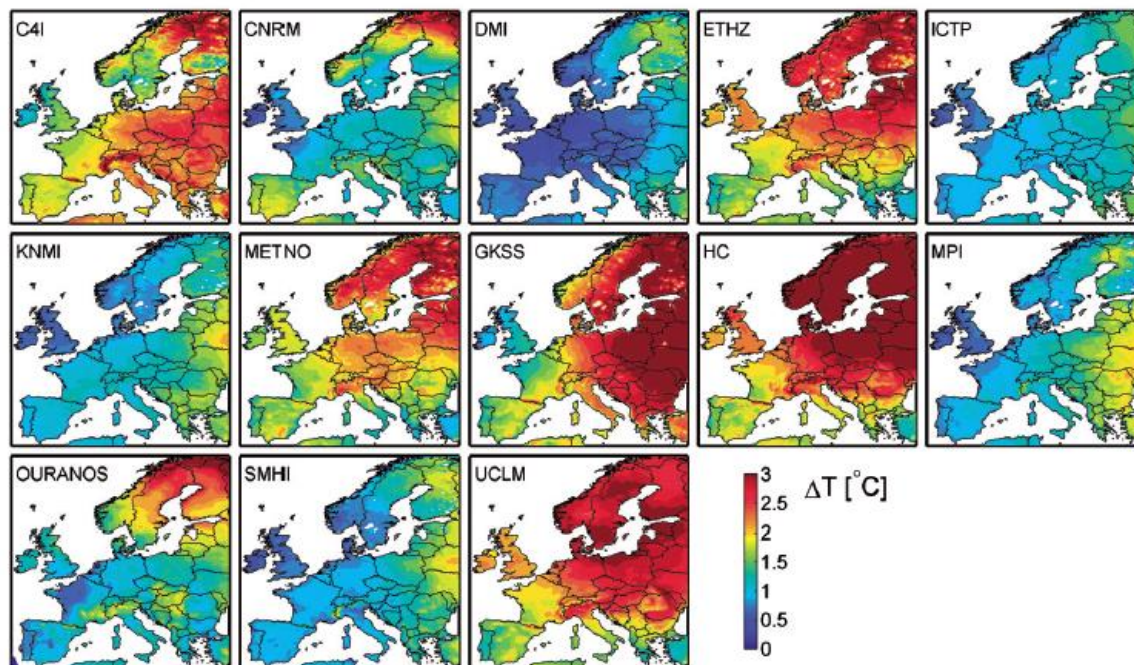 C4I
CNRM
DMI
ETHZ
ICTP
KNMI
METNO
GKSS
HC
MPI
OURANOS
SMHI
UCLM
3
2.5
2
1.5
1
0.5
0
ΔT [°C]